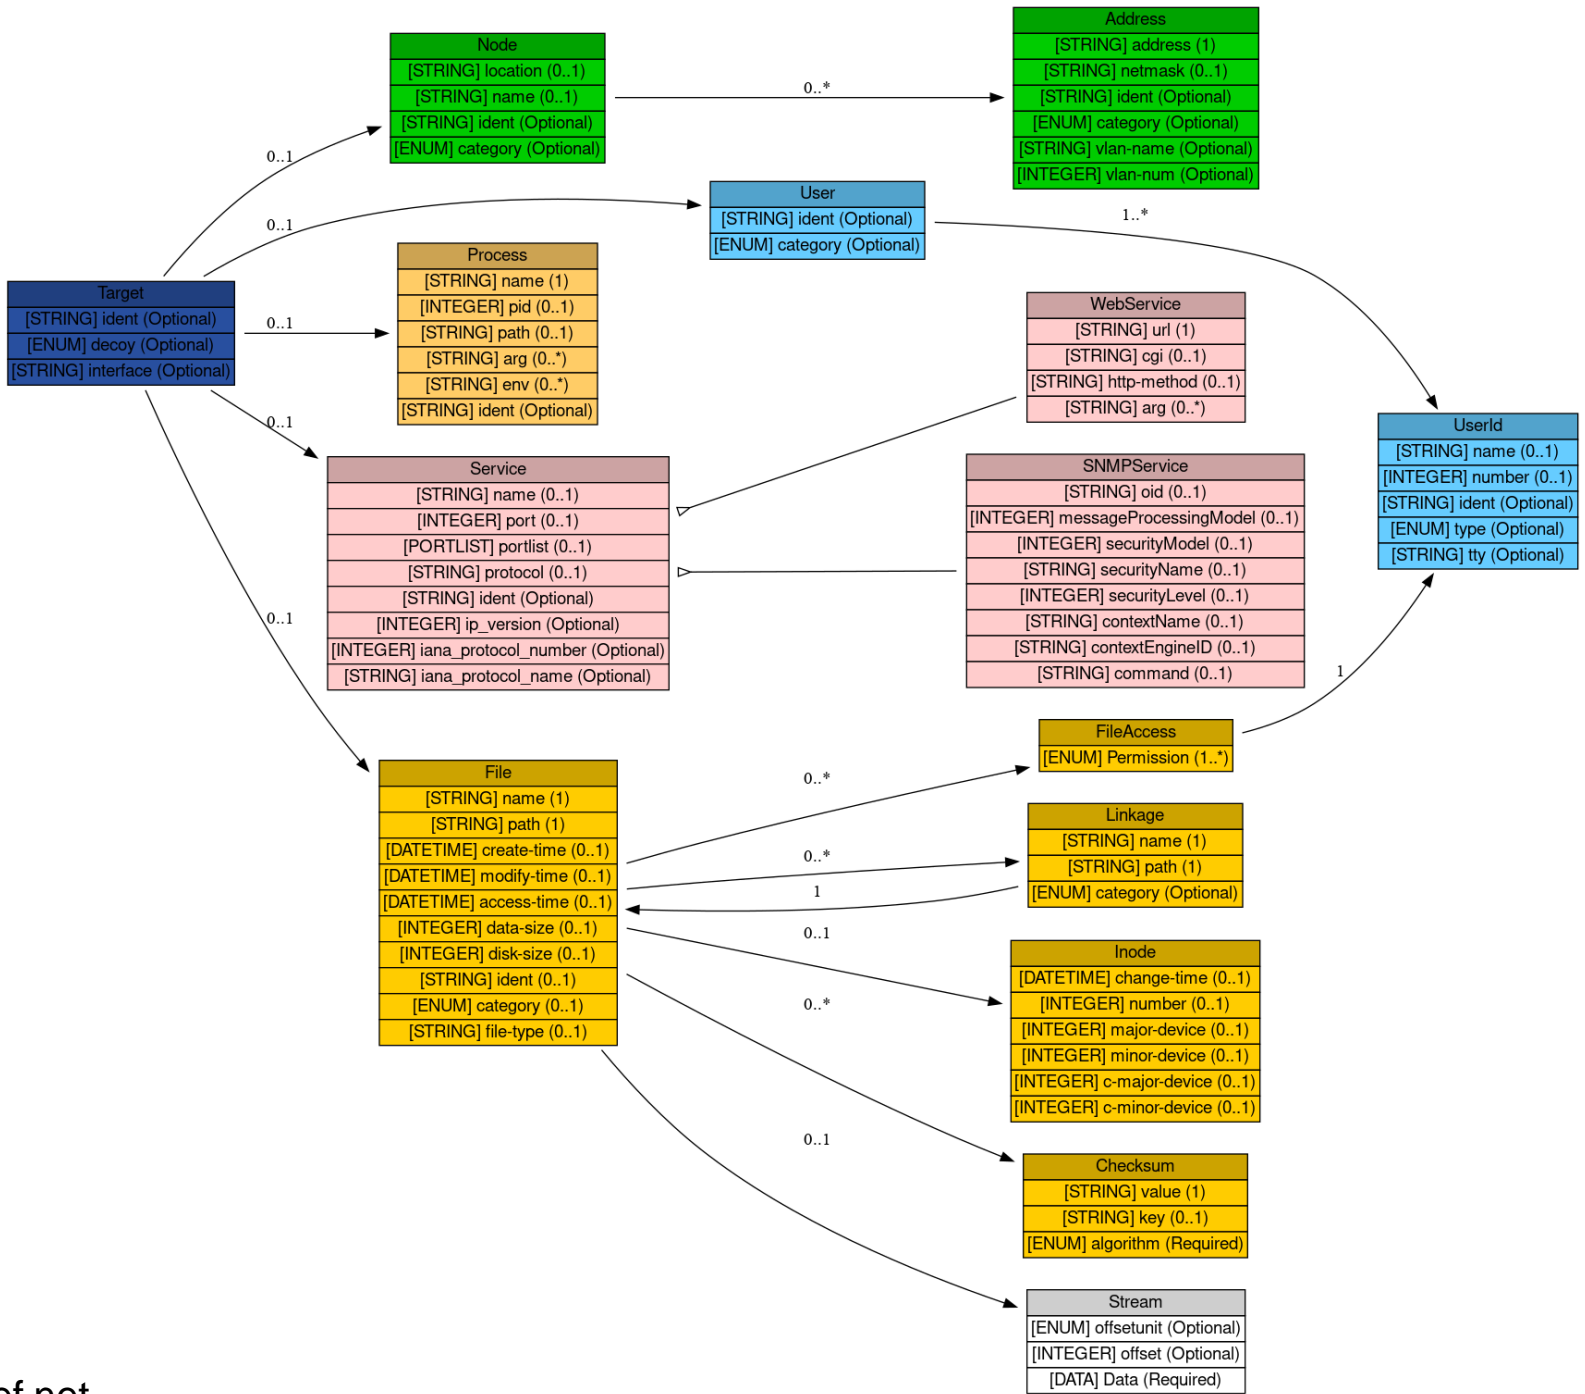 Node
[STRING] location (0..1)
[STRING] name (0..1)
[STRING] ident (Optional)
[ENUM] category (Optional)
0..*
Address
[STRING] address (1)
[STRING] netmask (0..1)
[STRING] ident (Optional)
[ENUM] category (Optional)
[STRING] vlan-name (Optional)
[INTEGER] vlan-num (Optional)
0..1
0..1
User
[STRING] ident (Optional)
[ENUM] category (Optional)
1..*
Target
[STRING] ident (Optional)
[ENUM] decoy (Optional)
[STRING] interface (Optional)
0..1
Process
[STRING] name (1)
[INTEGER] pid (0..1)
[STRING] path (0..1)
[STRING] arg (0..*)
[STRING] env (0..*)
[STRING] ident (Optional)
WebService
[STRING] url (1)
[STRING] cgi (0..1)
[STRING] http-method (0..1)
[STRING] arg (0..*)
UserId
[STRING] name (0..1)
[INTEGER] number (0..1)
[STRING] ident (Optional)
[ENUM] type (Optional)
[STRING] tty (Optional)
0..1
Service
[STRING] name (0..1)
[INTEGER] port (0..1)
[PORTLIST] portlist (0..1)
[STRING] protocol (0..1)
[STRING] ident (Optional)
[INTEGER] ip_version (Optional)
[INTEGER] iana_protocol_number (Optional)
[STRING] iana_protocol_name (Optional)
SNMPService
[STRING] oid (0..1)
[INTEGER] messageProcessingModel (0..1)
[INTEGER] securityModel (0..1)
[STRING] securityName (0..1)
[INTEGER] securityLevel (0..1)
[STRING] contextName (0..1)
[STRING] contextEngineID (0..1)
[STRING] command (0..1)
0..1
1
FileAccess
[ENUM] Permission (1..*)
File
[STRING] name (1)
[STRING] path (1)
[DATETIME] create-time (0..1)
[DATETIME] modify-time (0..1)
[DATETIME] access-time (0..1)
[INTEGER] data-size (0..1)
[INTEGER] disk-size (0..1)
[STRING] ident (0..1)
[ENUM] category (0..1)
[STRING] file-type (0..1)
0..*
0..*
1
0..1
0..*
0..1
Linkage
[STRING] name (1)
[STRING] path (1)
[ENUM] category (Optional)
Inode
[DATETIME] change-time (0..1)
[INTEGER] number (0..1)
[INTEGER] major-device (0..1)
[INTEGER] minor-device (0..1)
[INTEGER] c-major-device (0..1)
[INTEGER] c-minor-device (0..1)
Checksum
[STRING] value (1)
[STRING] key (0..1)
[ENUM] algorithm (Required)
Stream
[ENUM] offsetunit (Optional)
[INTEGER] offset (Optional)
[DATA] Data (Required)